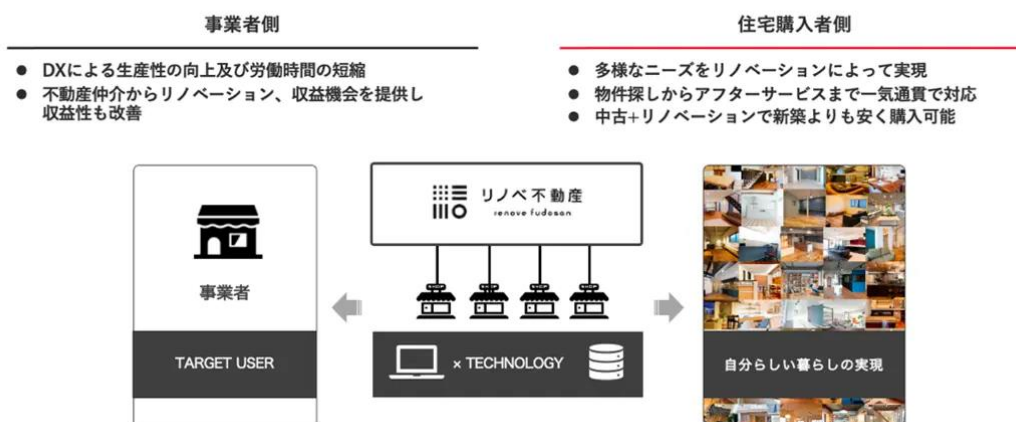 事業者側
● DXによる生産性の向上及び労働時間の短縮
● 不動産仲介からリノベーション、収益機会を提供し
収益性も改善
住宅購入者側
● 多様なニーズをリノベーションによって実現
● 物件探しからアフターサービスまで一気通貫で対応
● 中古+リノベーションで新築よりも安く購入可能
事業者
TARGET USER
リノベ不動産
renove fudosan
× TECHNOLOGY
自分らしい暮らしの実現